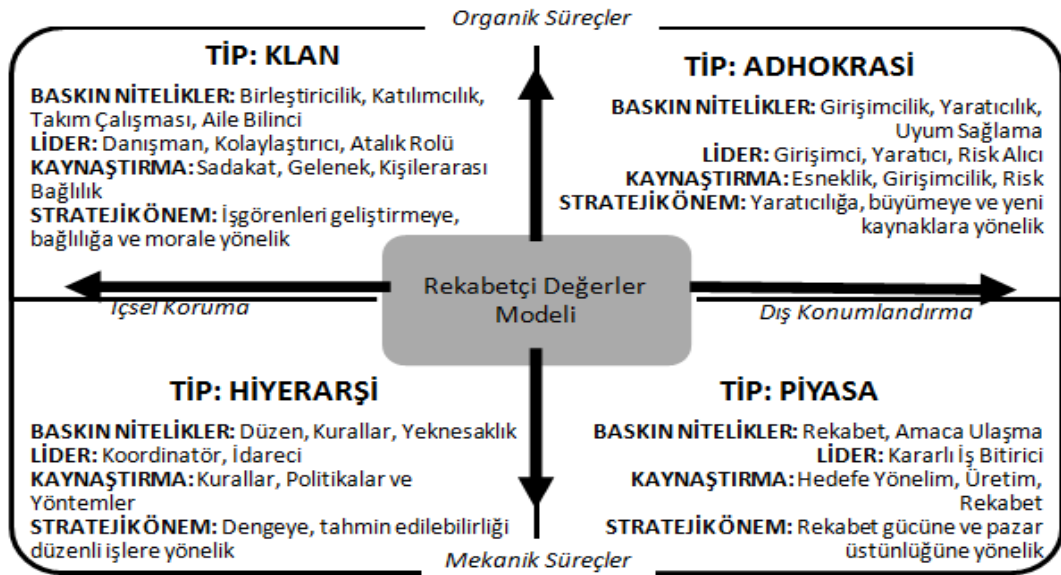 Organik Süreçler
TİP: KLAN
BASKIN NİTELİKLER: Birleştiricilik, Katılımcılık,
Takım Çalışması, Aile Bilinci
LİDER: Danışman, Kolaylaştırıcı, Atalık Rolü
KAYNAŞTIRMA: Sadakat, Gelenek, Kişilerarası
Bağlılık
STRATEJİK ÖNEM: İşgörenleri geliştirmeye,
bağlılığa ve morale yönelik
TİP: ADHOKRASİ
BASKIN NİTELİKLER: Girişimcilik, Yaratıcılık,
Uyum Sağlama
LİDER: Girişimci, Yaratıcı, Risk Alıcı
KAYNAŞTIRMA: Esneklik, Girişimcilik, Risk
STRATEJİK ÖNEM: Yaratıcılığa, büyümeye ve yeni
kaynaklara yönelik
İçsel Koruma
Rekabetçi Değerler
Modeli
Dış Konumlandırma
TİP: HİYERARŞİ
BASKIN NİTELİKLER: Düzen, Kurallar, Yeknesaklık
LİDER: Koordinatör, İdareci
KAYNAŞTIRMA: Kurallar, Politikalar ve
Yöntemler
STRATEJİK ÖNEM: Dengeye, tahmin edilebilirliği
düzenli işlere yönelik
TİP: PİYASA
BASKIN NİTELİKLER: Rekabet, Amaca Ulaşma
LİDER: Kararlı İş Bitirici
KAYNAŞTIRMA: Hedefe Yönelim, Üretim,
Rekabet
STRATEJİK ÖNEM: Rekabet gücüne ve pazar
üstünlüğüne yönelik
Mekanik Süreçler